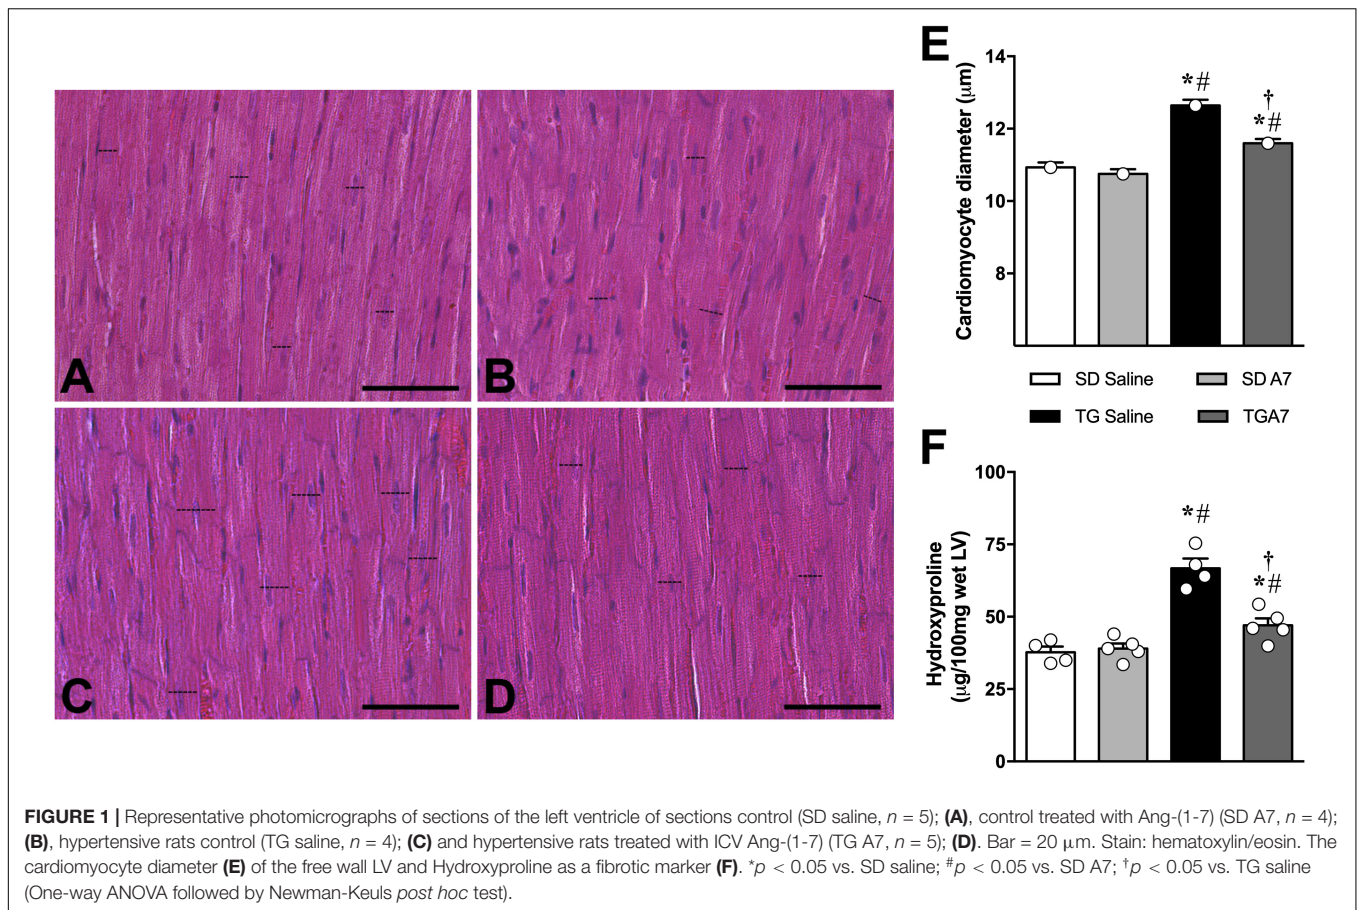 A
B
C
D
E
14
12
10
8
Cardiomyocyte diameter (μm)
*#
†
*#
SD Saline
SD A7
TG Saline
TGA7
F
100
75
50
25
0
Hydroxyproline
(μg/100mg wet LV)
*#
†
*#
FIGURE 1 | Representative photomicrographs of sections of the left ventricle of sections control (SD saline, n = 5); (A), control treated with Ang-(1-7) (SD A7, n = 4);
(B), hypertensive rats control (TG saline, n = 4); (C) and hypertensive rats treated with ICV Ang-(1-7) (TG A7, n = 5); (D). Bar = 20 μm. Stain: hematoxylin/eosin. The
cardiomyocyte diameter (E) of the free wall LV and Hydroxyproline as a fibrotic marker (F). *p < 0.05 vs. SD saline; #p < 0.05 vs. SD A7; †p < 0.05 vs. TG saline
(One-way ANOVA followed by Newman-Keuls post hoc test).